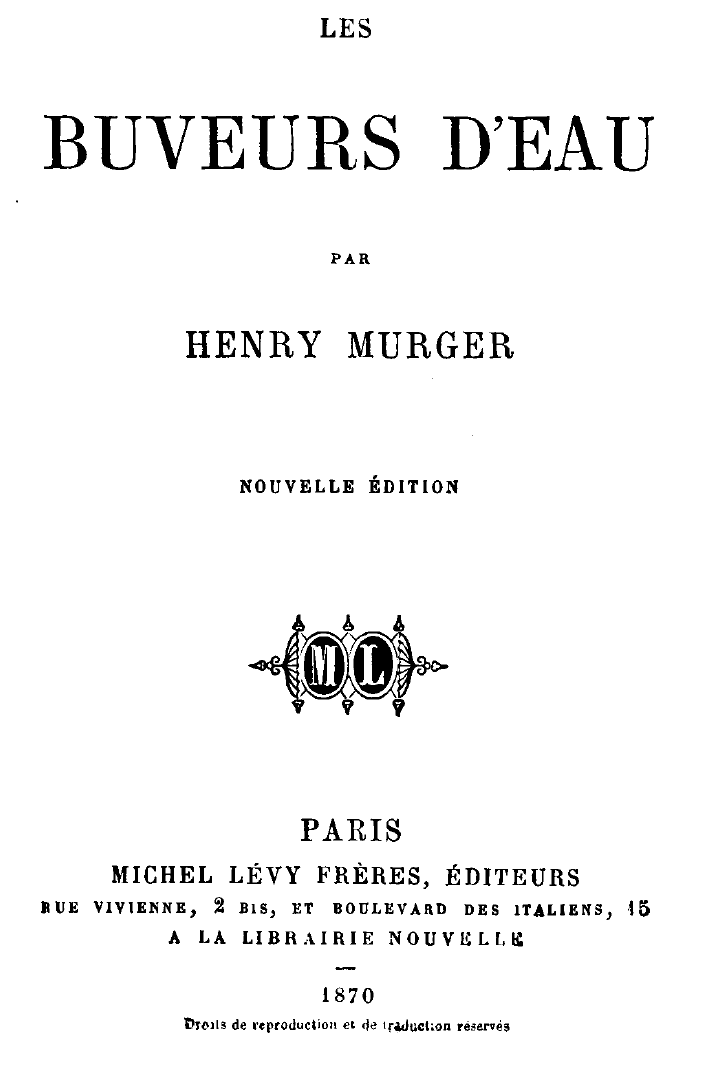 LES
BUVEURS D'EAU
PAR
HENRY MURGER
NOUVELLE ÉDITION
ML
PARIS
MICHEL LÉVY FRÈRES, ÉDITEURS
RUE VIVIENNE, 2 BIS, ET BOULEVARD DES ITALIENS, 15
A LA LIBRAIRIE NOUVELLE
—
1870
Droits de reproduction et de traduction réservés